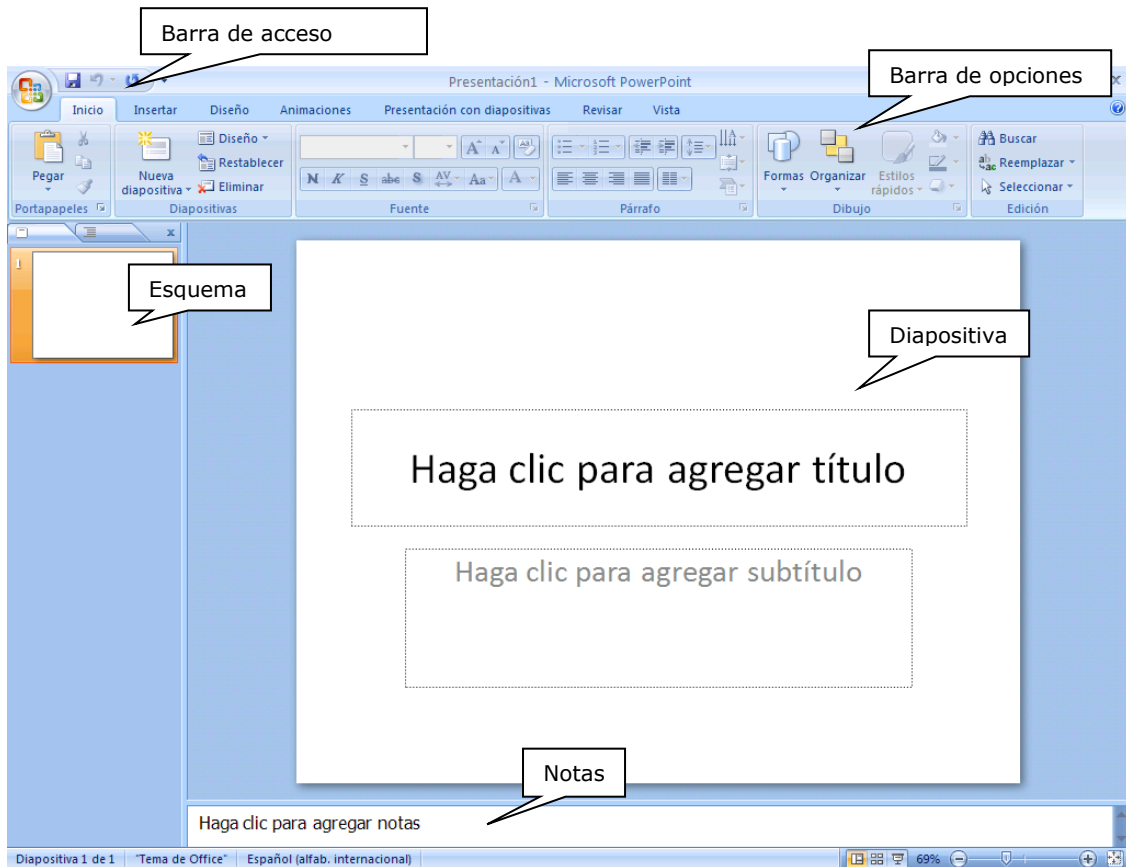 Barra de acceso
Presentación1 - Microsoft PowerPoint
Barra de opciones
Inicio Insertar Diseño Animaciones Presentación con diapositivas Revisar Vista
Pegar
Nueva diapositiva
Diseño
Restablecer
Eliminar
N K S abc S AV Aa A
Formas Organizar Estilos rápidos
Buscar
Reemplazar
Seleccionar
Portapapeles Diapositivas Fuente Párrafo Dibujo Edición
1
Esquema
Diapositiva
Haga clic para agregar título
Haga clic para agregar subtítulo
Notas
Haga clic para agregar notas
Diapositiva 1 de 1 "Tema de Office" Español (alfab. internacional) 69%